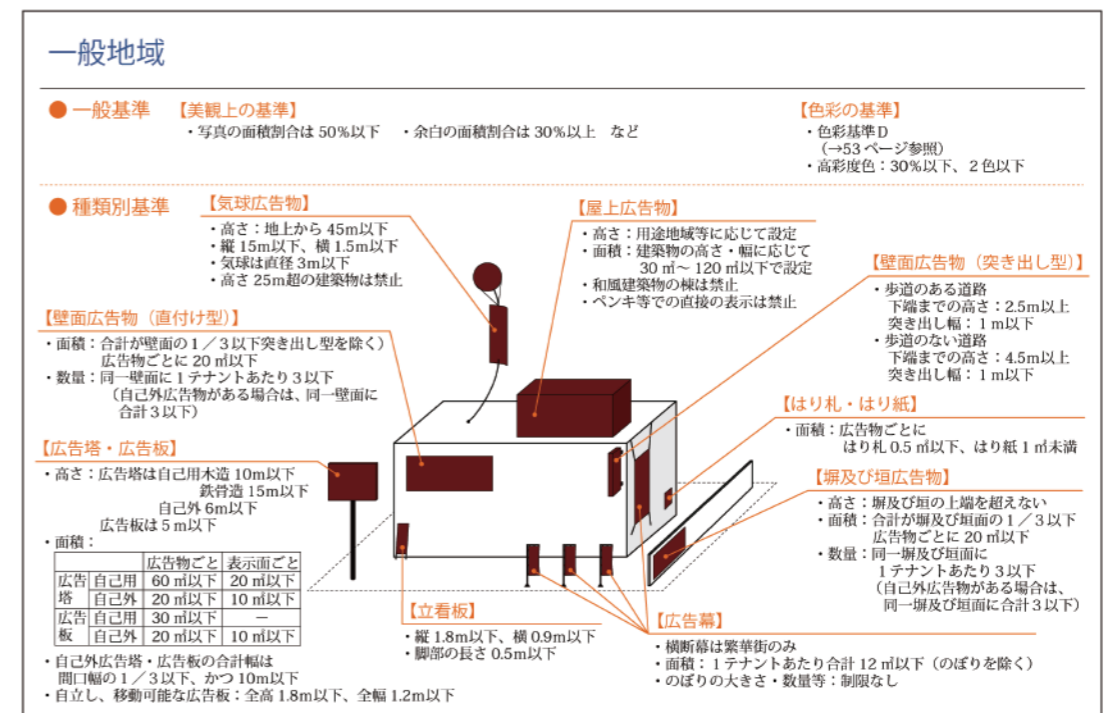 一般地域
● 一般基準
【美観上の基準】
・写真の面積割合は 50％以下　・余白の面積割合は 30％以上　など
【色彩の基準】
・色彩基準Ｄ
（→53 ページ参照）
・高彩度色：30％以下、２色以下
● 種類別基準
【気球広告物】
・高さ：地上から 45m以下
・縦 15m以下、横 1.5m以下
・気球は直径 3m以下
・高さ 25m超の建築物は禁止
【屋上広告物】
・高さ：用途地域等に応じて設定
・面積：建築物の高さ・幅に応じて
30 ㎡～ 120 ㎡以下で設定
・和風建築物の棟は禁止
・ペンキ等での直接の表示は禁止
【壁面広告物（突き出し型）】
・歩道のある道路
下端までの高さ：2.5m以上
突き出し幅：１m以下
・歩道のない道路
下端までの高さ：4.5m以上
突き出し幅：１m以下
【壁面広告物（直付け型）】
・面積：合計が壁面の１／３以下突き出し型を除く）
広告物ごとに 20 ㎡以下
・数量：同一壁面に１テナントあたり３以下
（自己外広告物がある場合は、同一壁面に
合計３以下）
【はり札・はり紙】
・面積：広告物ごとに
はり札 0.5 ㎡以下、はり紙 1 ㎡未満
【広告塔・広告板】
・高さ：広告塔は自己用木造 10m以下
鉄骨造 15m以下
自己外 6m以下
広告板は５m以下
・面積：
広告物ごと 表示面ごと
広告塔 自己用 60 ㎡以下 20 ㎡以下
自己外 20 ㎡以下 10 ㎡以下
広告板 自己用 30 ㎡以下 －
自己外 20 ㎡以下 10 ㎡以下
・自己外広告塔・広告板の合計幅は
間口幅の１／３以下、かつ 10m以下
・自立し、移動可能な広告板：全高 1.8m以下、全幅 1.2m以下
【塀及び垣広告物】
・高さ：塀及び垣の上端を超えない
・面積：合計が塀及び垣面の１／３以下
広告物ごとに 20 ㎡以下
・数量：同一塀及び垣面に
１テナントあたり３以下
（自己外広告物がある場合は、
同一塀及び垣面に合計３以下）
【立看板】
・縦 1.8m以下、横 0.9m以下
・脚部の長さ 0.5m以下
【広告幕】
・横断幕は繁華街のみ
・面積：１テナントあたり合計 12 ㎡以下（のぼりを除く）
・のぼりの大きさ・数量等：制限なし